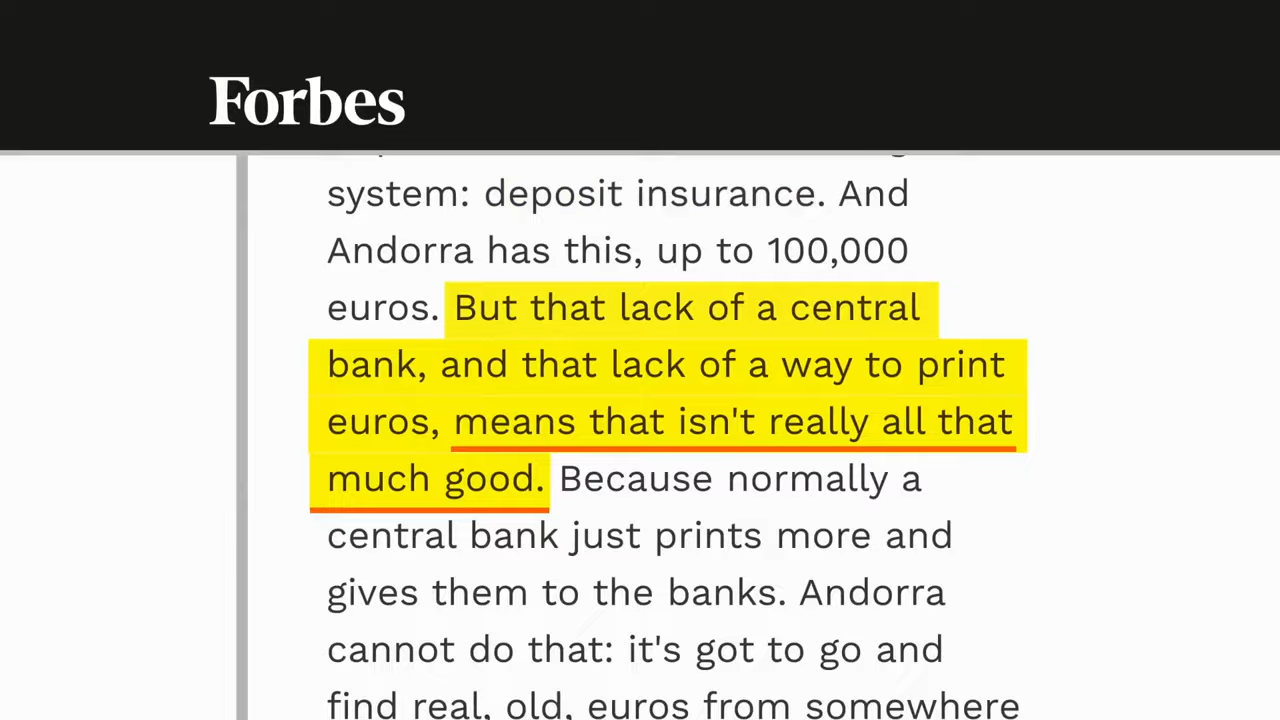 Forbes
system: deposit insurance. And
Andorra has this, up to 100,000
euros. But that lack of a central
bank, and that lack of a way to print
euros, means that isn't really all that
much good. Because normally a
central bank just prints more and
gives them to the banks. Andorra
cannot do that: it's got to go and
find real, old, euros from somewhere